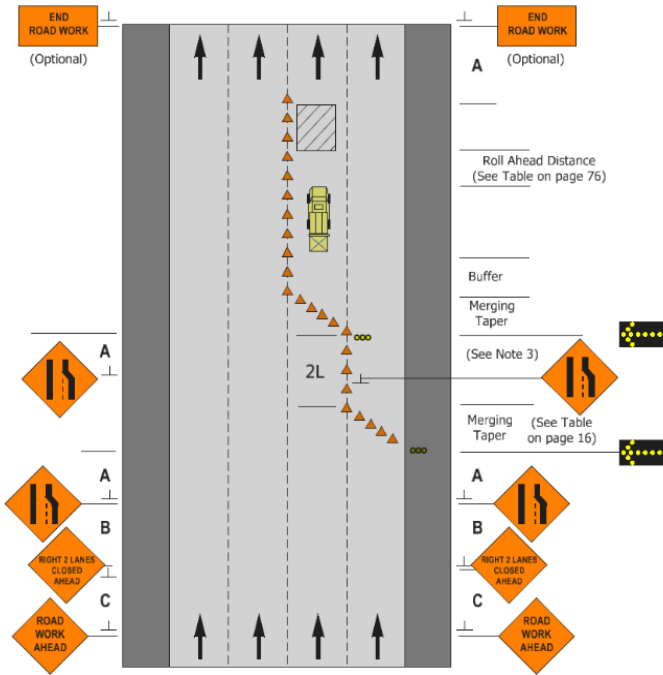 END
ROAD WORK
(Optional)
END
ROAD WORK
(Optional)
A
Roll Ahead Distance
(See Table on page 76)
Buffer
Merging
Taper
A
(See Note 3)
2L
Merging
Taper
(See Table
on page 16)
A
A
B
B
RIGHT 2 LANES
CLOSED
AHEAD
RIGHT 2 LANES
CLOSED
AHEAD
C
C
ROAD
WORK
AHEAD
ROAD
WORK
AHEAD